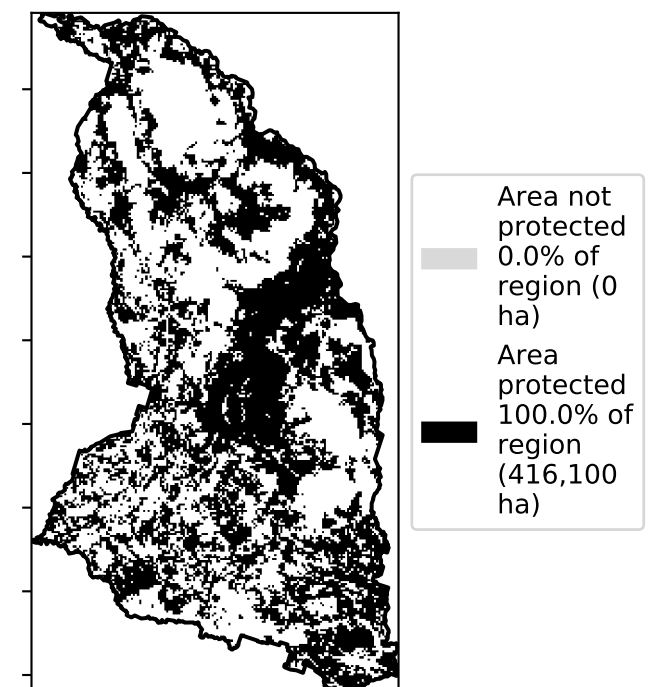 Area not
protected
0.0% of
region (0
ha)
Area
protected
100.0% of
region
(416,100
ha)